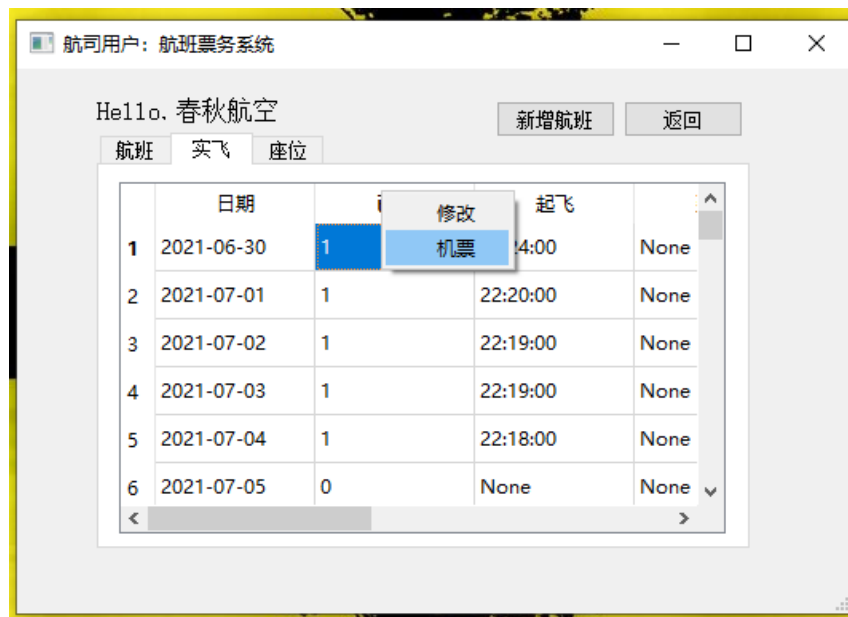 航司用户：航班票务系统
Hello，春秋航空
新增航班 返回
航班 实飞 座位
日期 起飞
修改
机票
1 2021-06-30 1 4:00 None
2 2021-07-01 1 22:20:00 None
3 2021-07-02 1 22:19:00 None
4 2021-07-03 1 22:19:00 None
5 2021-07-04 1 22:18:00 None
6 2021-07-05 0 None None